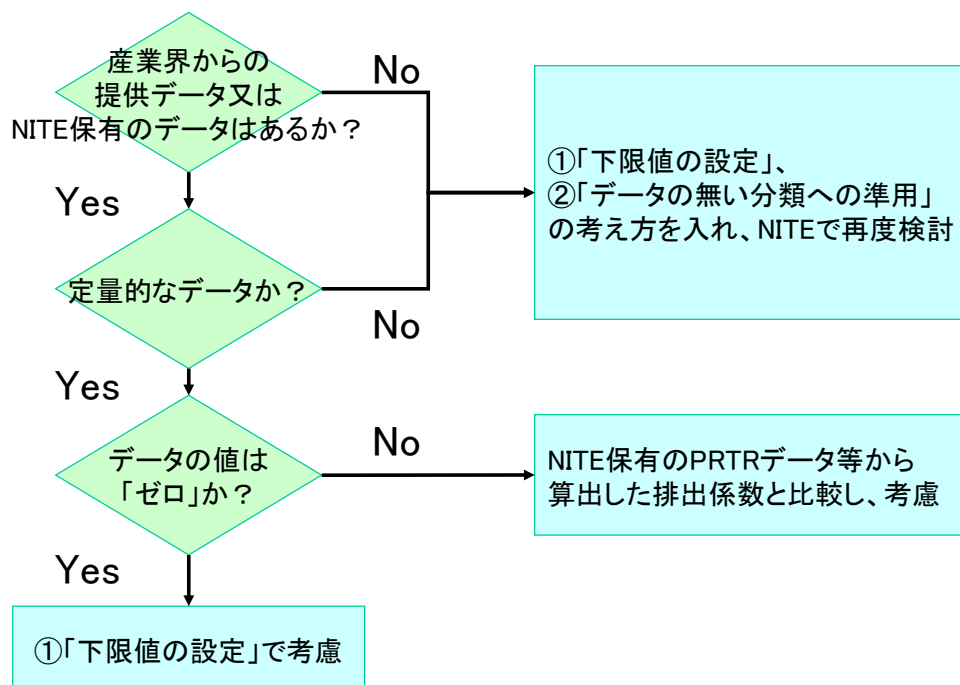 産業界からの
提供データ又は
NITE保有のデータはあるか？
No
Yes
①「下限値の設定」、
②「データの無い分類への準用」
の考え方を入れ、NITEで再度検討
定量的なデータか？
No
Yes
データの値は
「ゼロ」か？
No
NITE保有のPRTRデータ等から
算出した排出係数と比較し、考慮
Yes
①「下限値の設定」で考慮